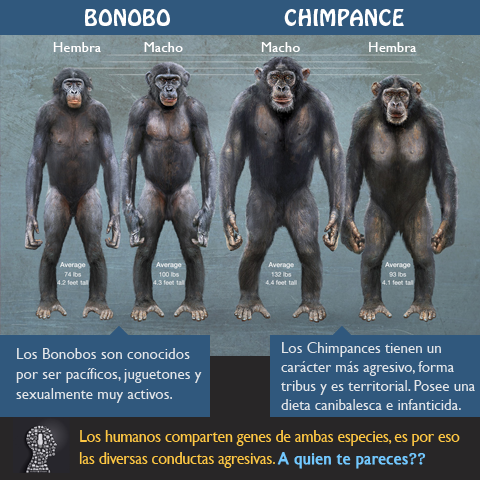 BONOBO CHIMPANCE
Hembra Macho Macho Hembra
Average
74 lbs
4.2 feet tall
Average
100 lbs
4.3 feet tall
Average
132 lbs
4.4 feet tall
Average
93 lbs
4.1 feet tall
Los Bonobos son conocidos
por ser pacíficos, juguetones y
sexualmente muy activos.
Los Chimpances tienen un
carácter más agresivo, forma
tribus y es territorial. Posee una
dieta canibalesca e infanticida.
Los humanos comparten genes de ambas especies, es por eso
las diversas conductas agresivas. A quien te pareces??